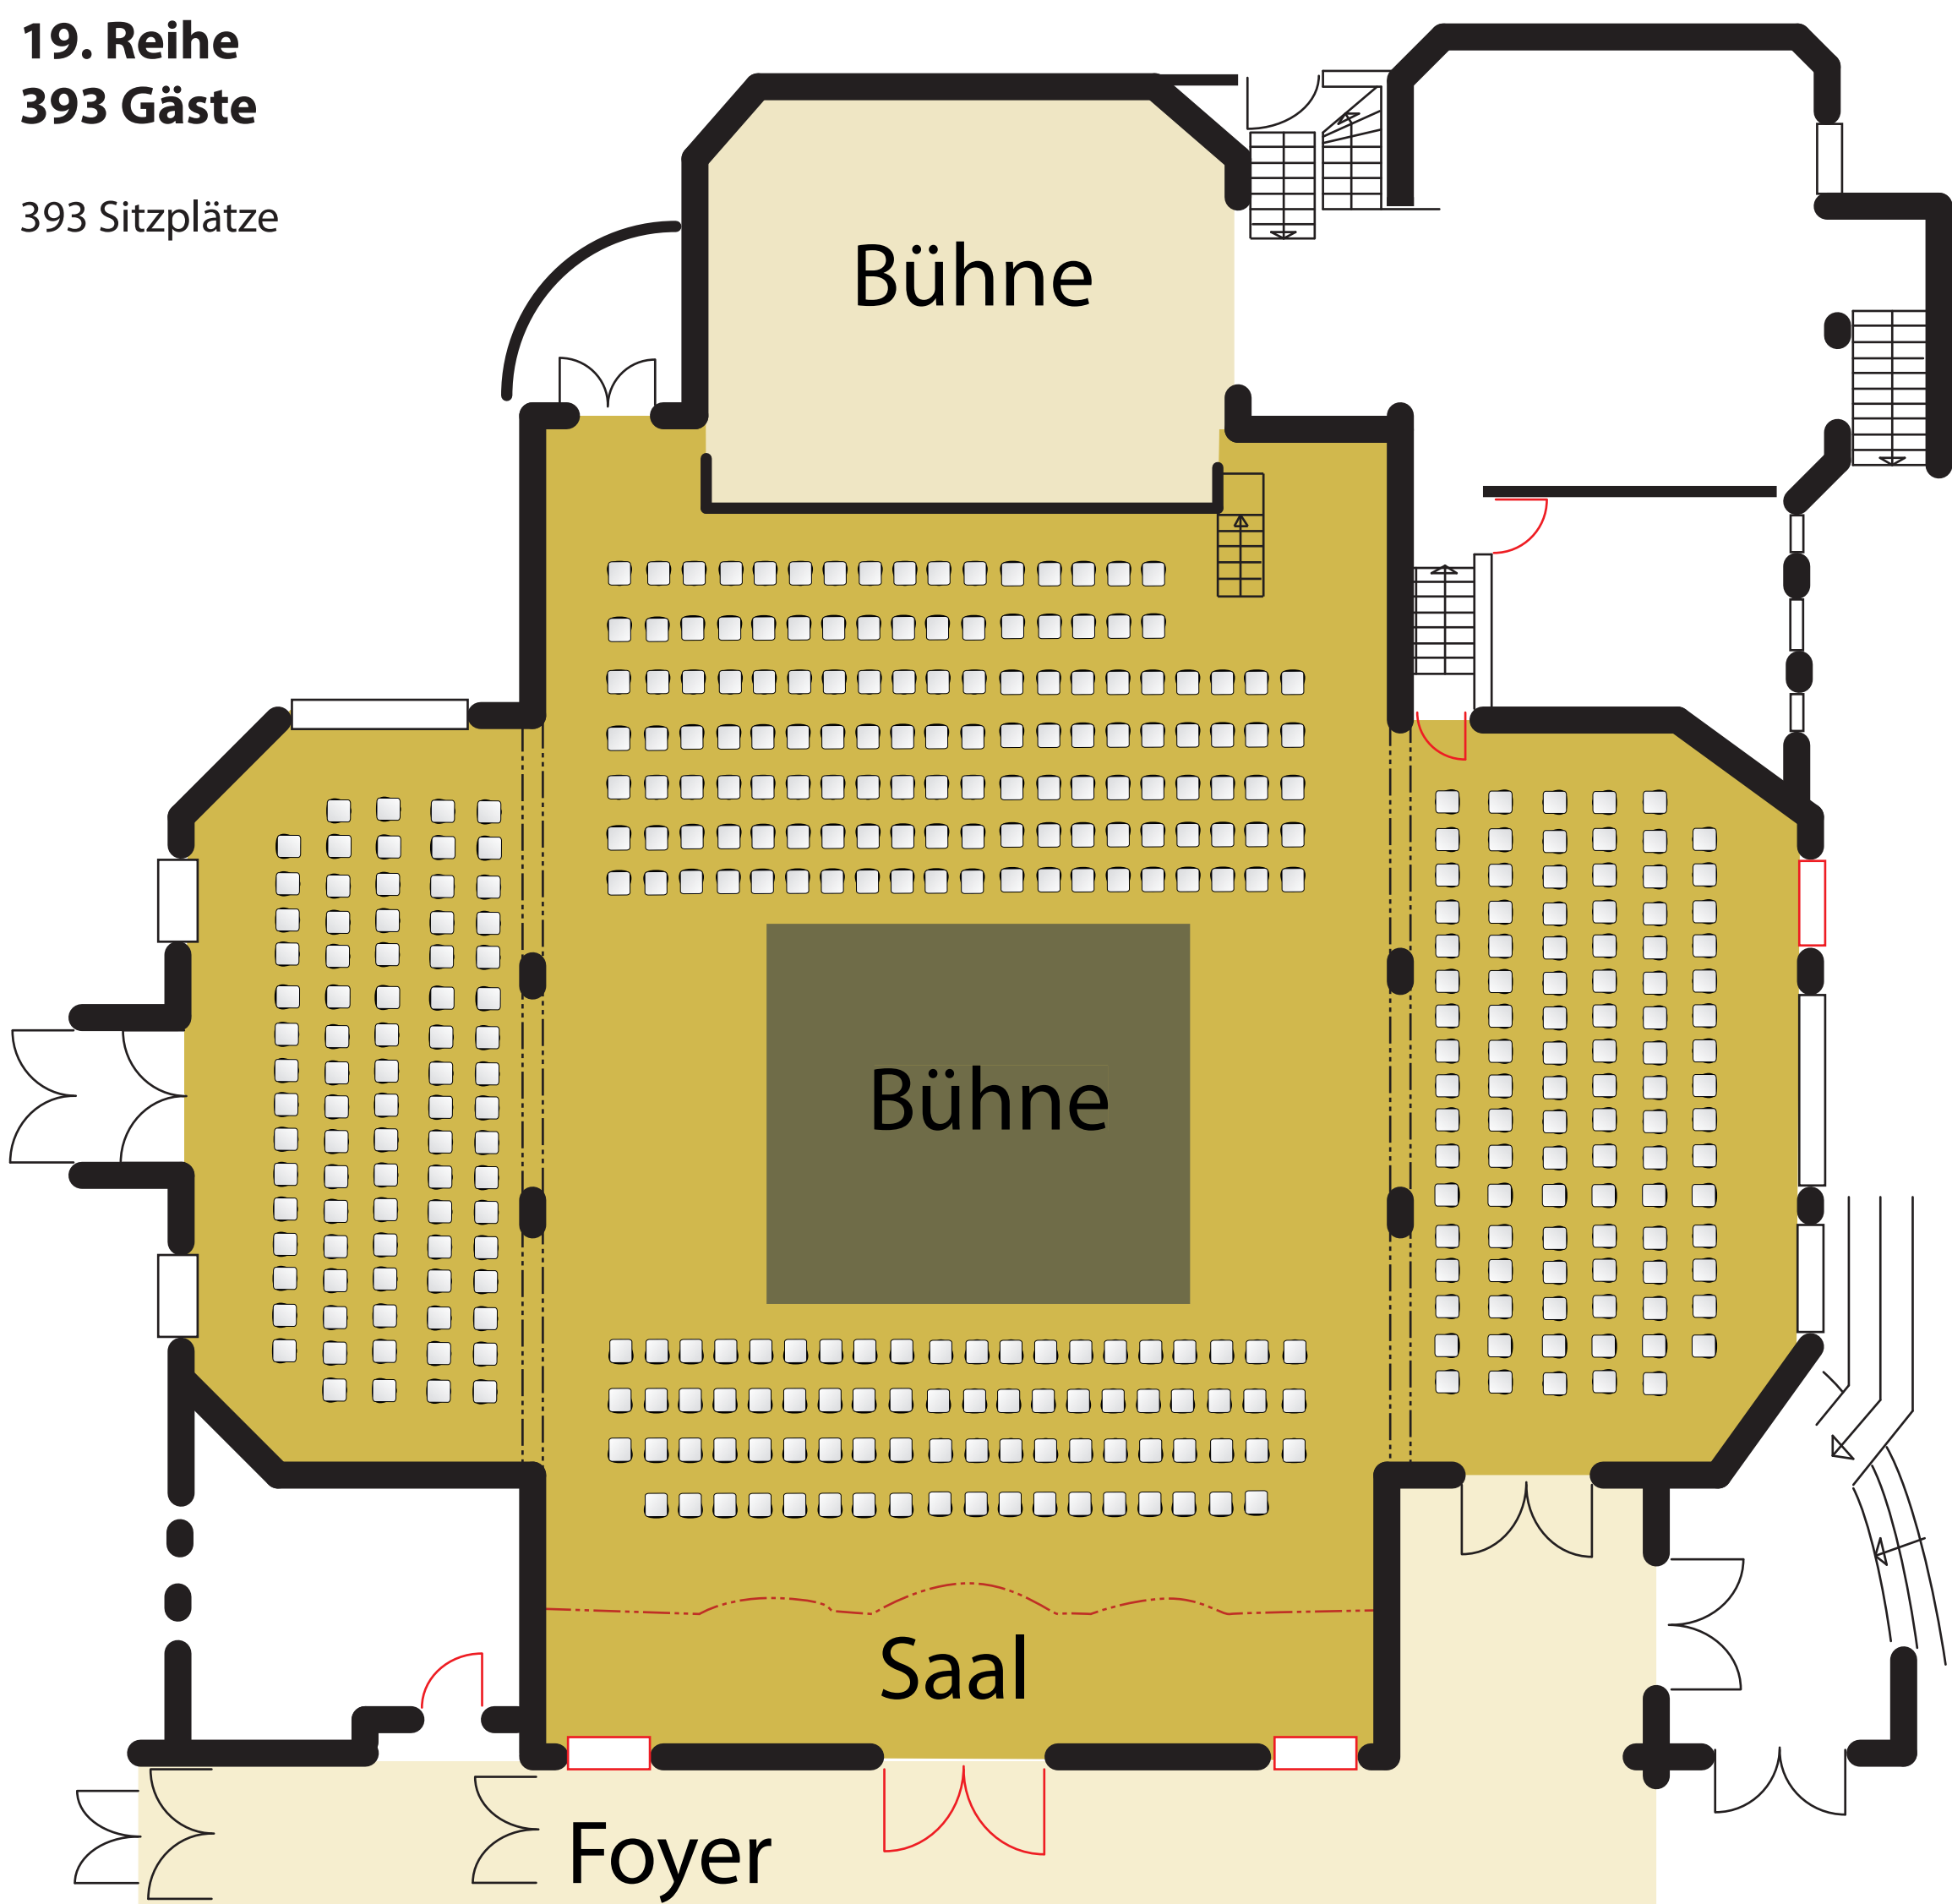 19. Reihe
393 Gäste
393 Sitzplätze
Bühne
Bühne
Saal
Foyer